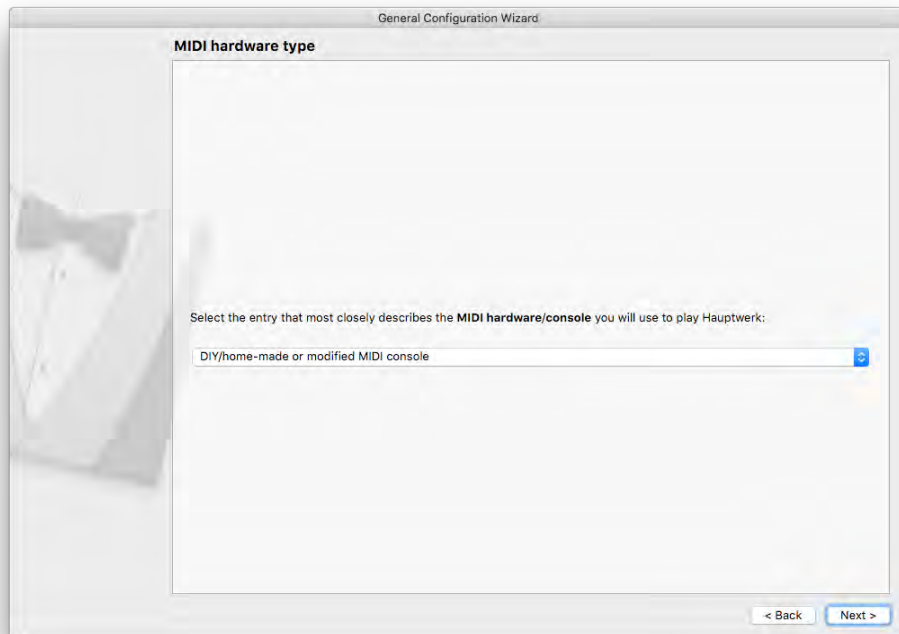 General Configuration Wizard
MIDI hardware type
Select the entry that most closely describes the MIDI hardware/console you will use to play Hauptwerk:
DIY/home-made or modified MIDI console
< Back Next >